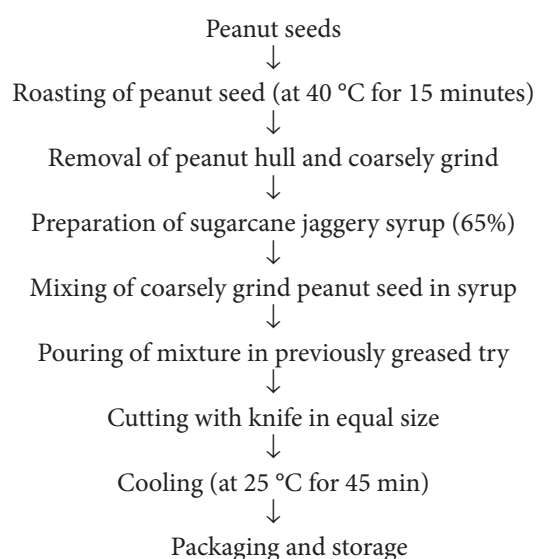 Peanut seeds
↓
Roasting of peanut seed (at 40 °C for 15 minutes)
↓
Removal of peanut hull and coarsely grind
↓
Preparation of sugarcane jaggery syrup (65%)
↓
Mixing of coarsely grind peanut seed in syrup
↓
Pouring of mixture in previously greased try
↓
Cutting with knife in equal size
↓
Cooling (at 25 °C for 45 min)
↓
Packaging and storage